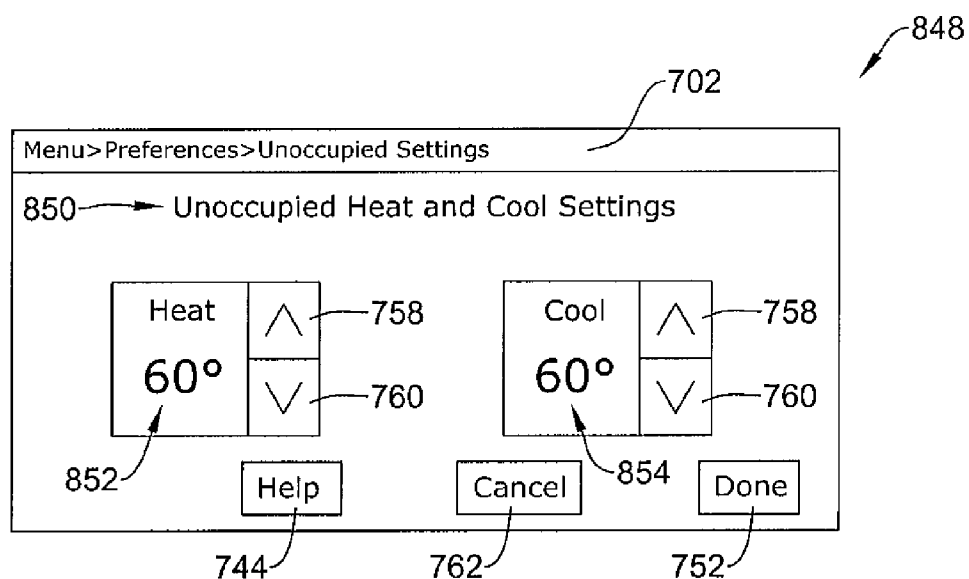 848
702
Menu>Preferences>Unoccupied Settings
850 Unoccupied Heat and Cool Settings
Heat
758
Cool
758
60°
760
60°
760
852
Help
Cancel
854
Done
744
762
752